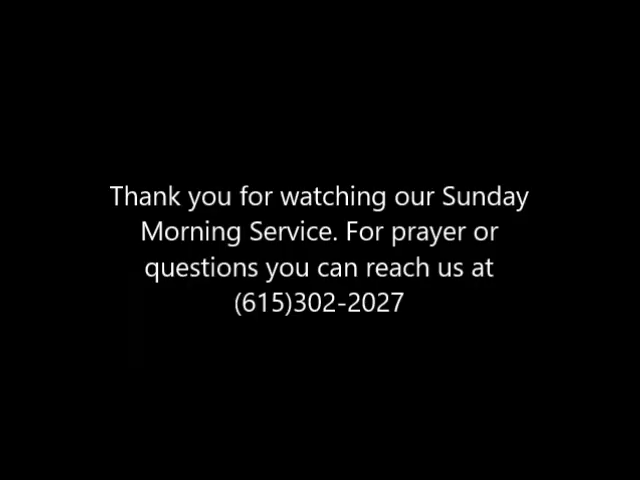 Thank you for watching our Sunday
Morning Service. For prayer or
questions you can reach us at
(615)302-2027